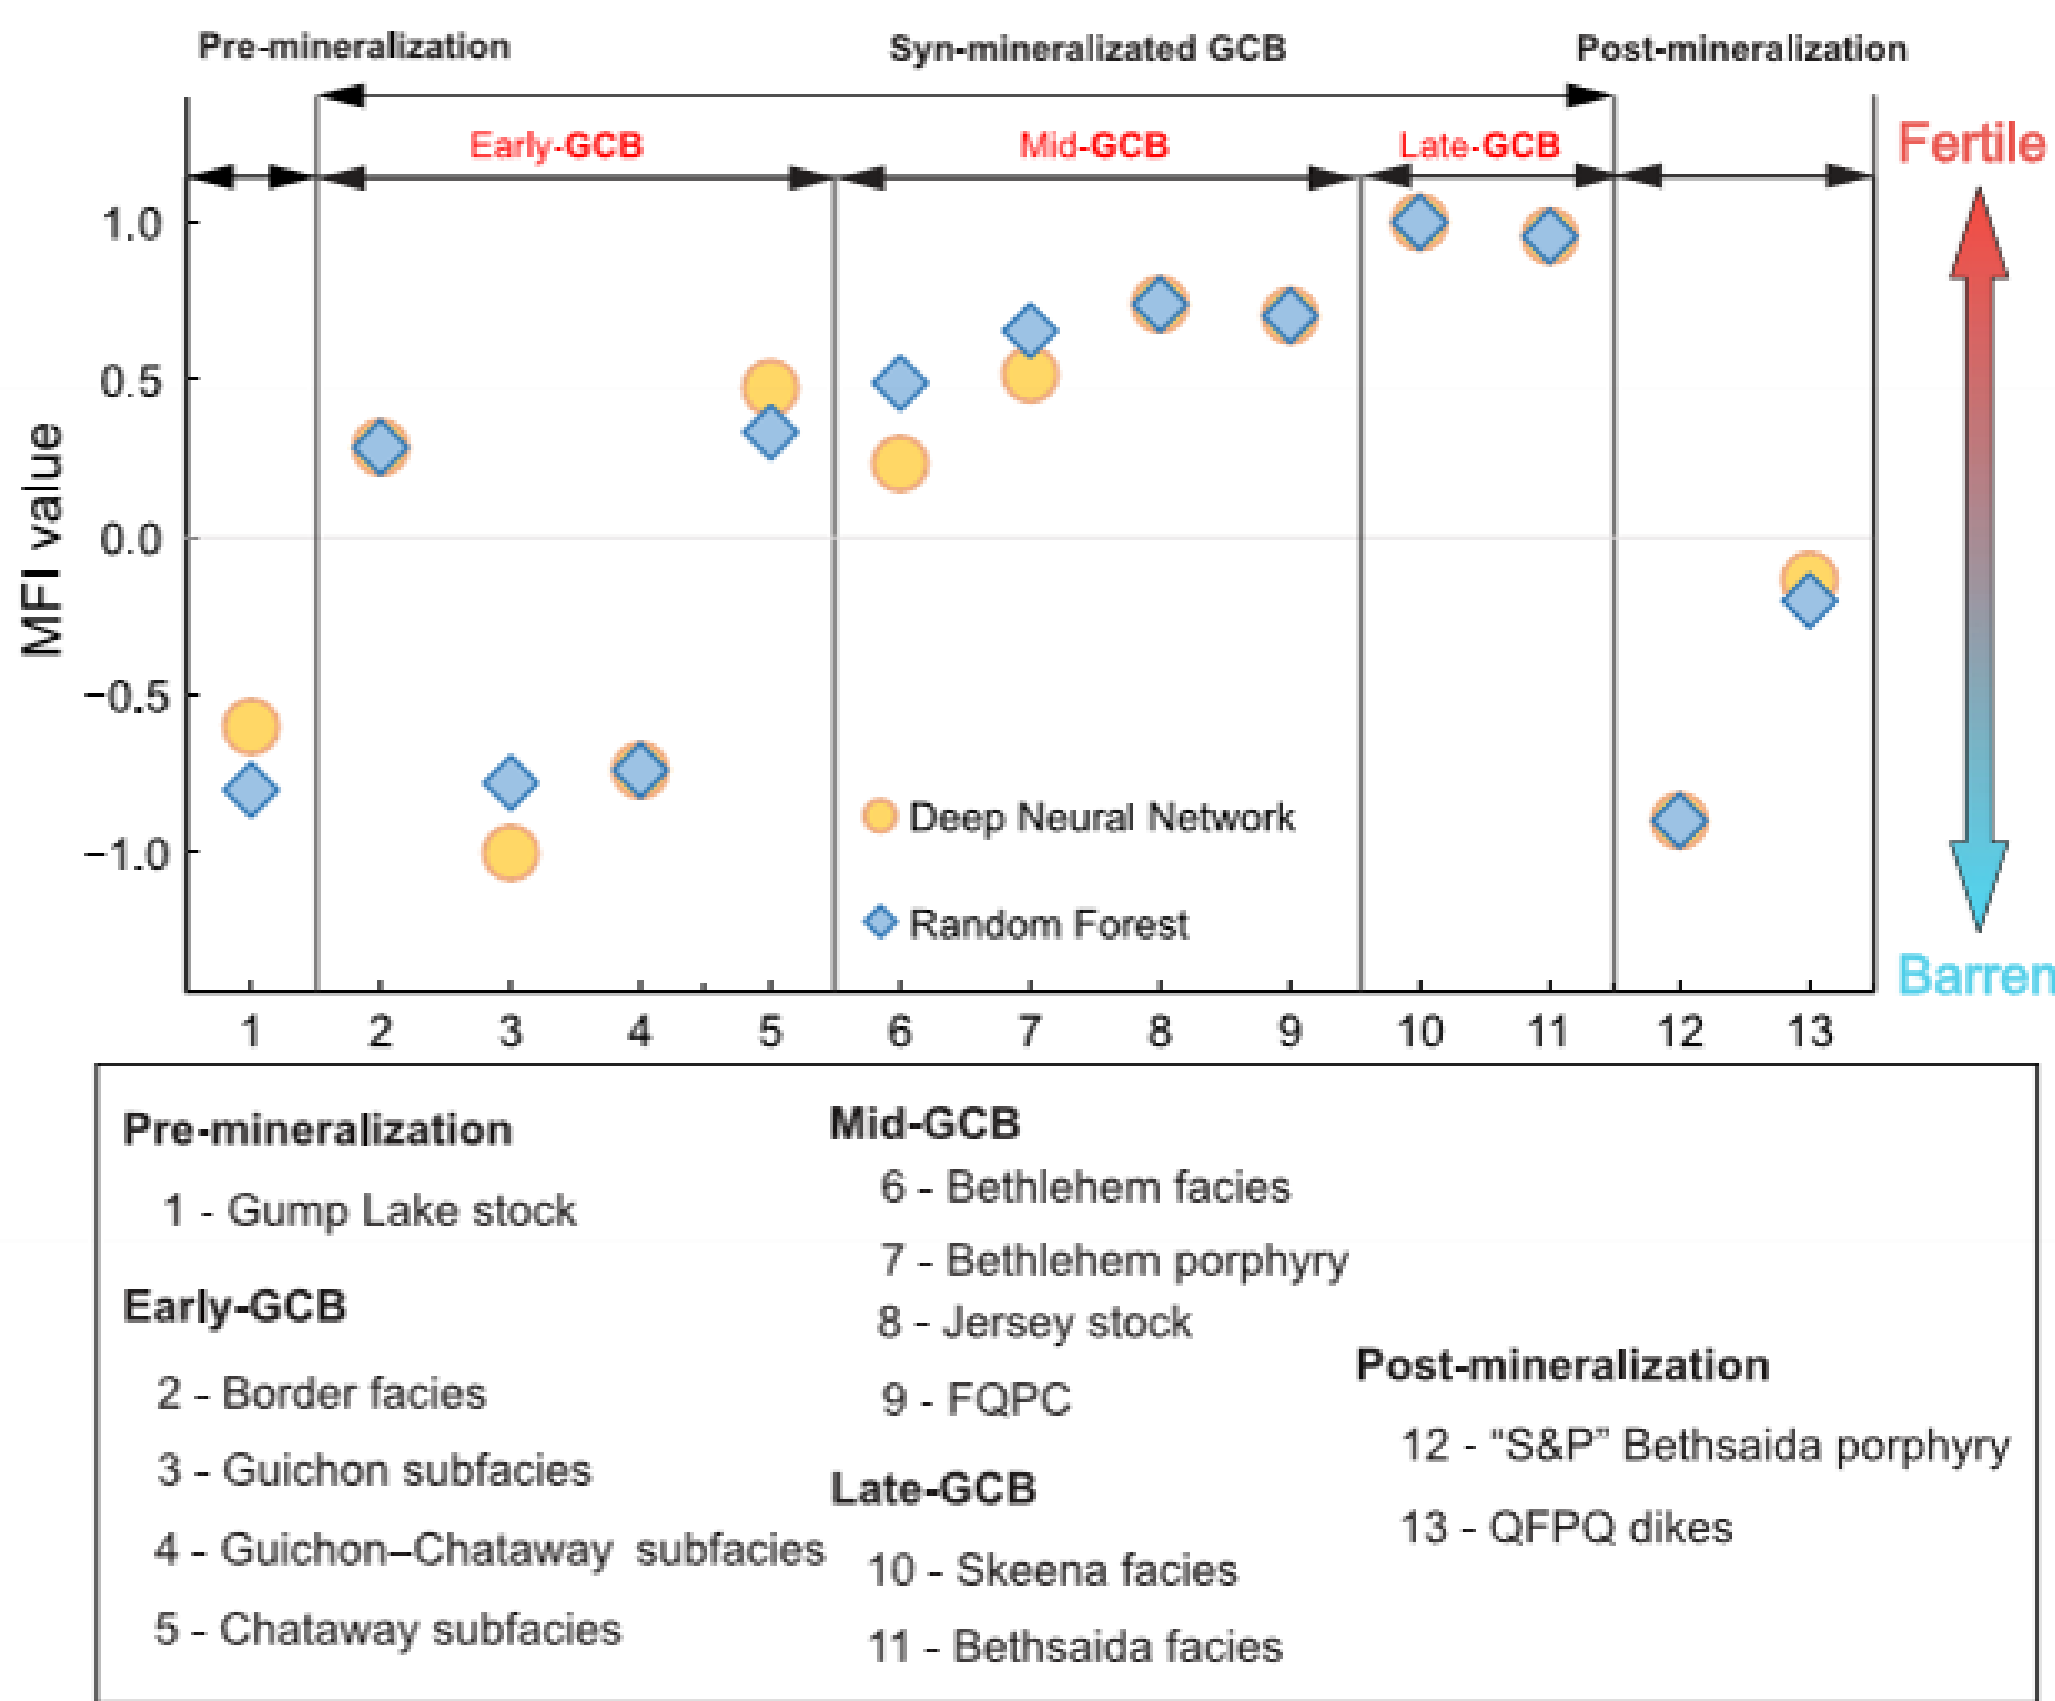 Pre-mineralization
Syn-mineralizated GCB
Post-mineralization
Early-GCB
Mid-GCB
Late-GCB
Fertile
1.0
0.5
0.0
−0.5
−1.0
MFI value
Deep Neural Network
Random Forest
Barren
1 2 3 4 5 6 7 8 9 10 11 12 13
Pre-mineralization
1 - Gump Lake stock
Early-GCB
2 - Border facies
3 - Guichon subfacies
4 - Guichon–Chataway subfacies
5 - Chataway subfacies
Mid-GCB
6 - Bethlehem facies
7 - Bethlehem porphyry
8 - Jersey stock
9 - FQPC
Late-GCB
10 - Skeena facies
11 - Bethsaida facies
Post-mineralization
12 - “S&P” Bethsaida porphyry
13 - QFPQ dikes